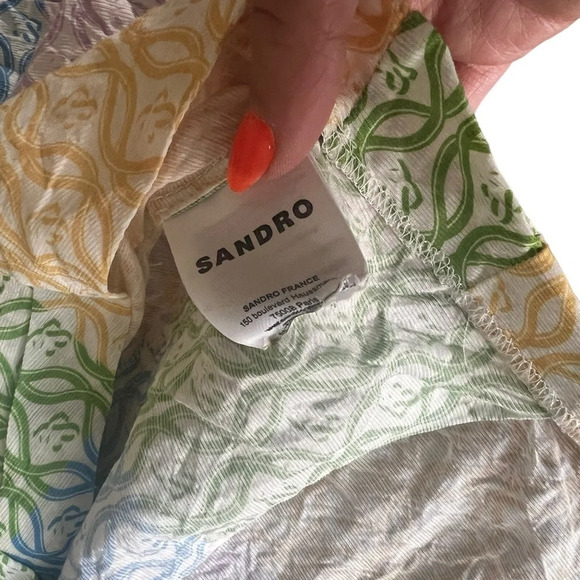 SANDRO
SANDRO FRANCE
150 boulevard Haussmann
75008 Paris